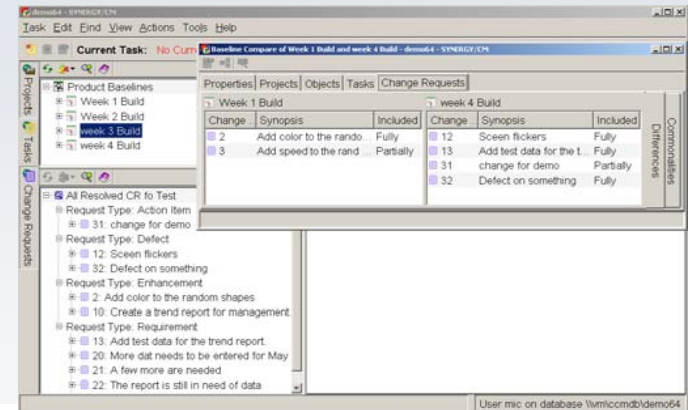 demo64 - SYNERGY/CM
Task Edit Find View Actions Tools Help
Current Task: No Curr
Baseline Compare of Week 1 Build and week 4 Build - demo64 - SYNERGY/CM
Properties Projects Objects Tasks Change Requests
Week 1 Build
Change... Synopsis Included
2 Add color to the rando... Fully
3 Add speed to the rand... Partially
week 4 Build
Change... Synopsis Included
12 Sceen flickers Fully
13 Add test data for the t... Fully
31 change for demo Partially
32 Defect on something Fully
Differences
Commonalities
Projects
Tasks
Change Requests
Product Baselines
Week 1 Build
Week 2 Build
week 3 Build
week 4 Build
All Resolved CR fo Test
Request Type: Action Item
31: change for demo
Request Type: Defect
12: Sceen flickers
32: Defect on something
Request Type: Enhancement
2: Add color to the random shapes
10: Create a trend report for management.
Request Type: Requirement
13: Add test data for the trend report.
20: More dat needs to be entered for May
21: A few more are needed
22: The report is still in need of data
User mic on database \\vm\ccmdb\demo64